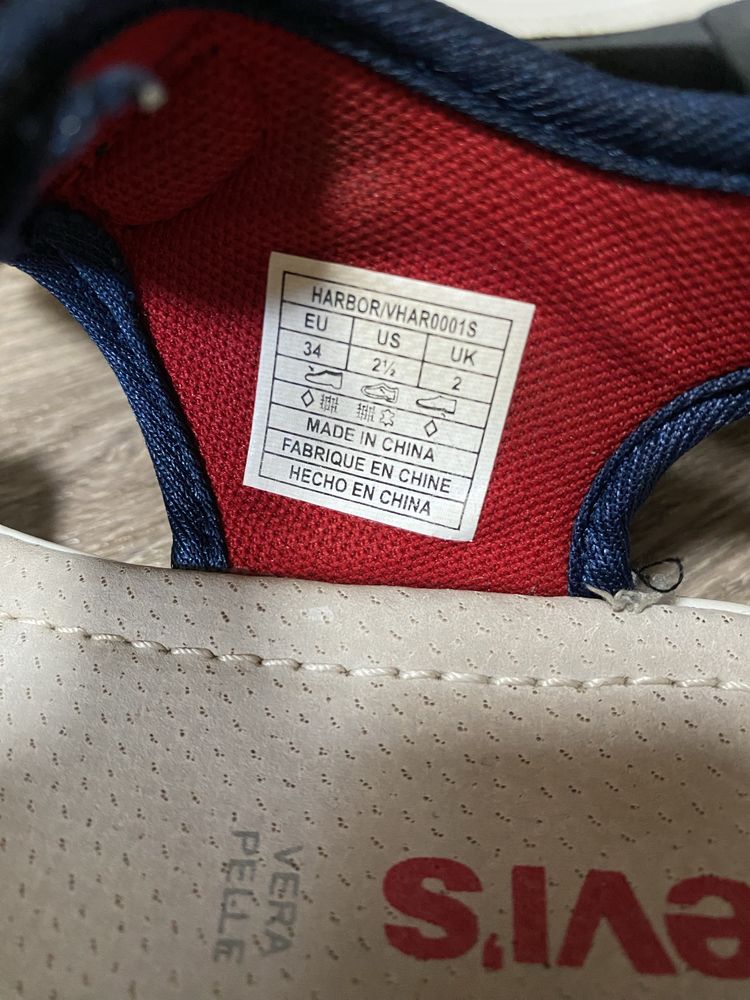 HARBOR/VHAR0001S
EU US UK
34 2½ 2
MADE IN CHINA
FABRIQUE EN CHINE
HECHO EN CHINA
VERA
PELLE
evi's